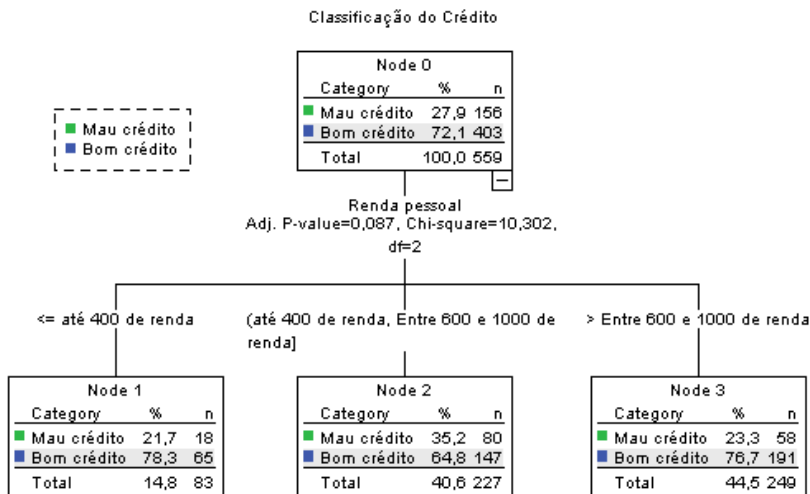 Classificação do Crédito
Node 0
Category % n
Mau crédito 27,9 156
Bom crédito 72,1 403
Total 100,0 559
Mau crédito
Bom crédito
Renda pessoal
Adj. P-value=0,087, Chi-square=10,302,
df=2
<= até 400 de renda
(até 400 de renda, Entre 600 e 1000 de
renda]
> Entre 600 e 1000 de renda
Node 1
Category % n
Mau crédito 21,7 18
Bom crédito 78,3 65
Total 14,8 83
Node 2
Category % n
Mau crédito 35,2 80
Bom crédito 64,8 147
Total 40,6 227
Node 3
Category % n
Mau crédito 23,3 58
Bom crédito 76,7 191
Total 44,5 249